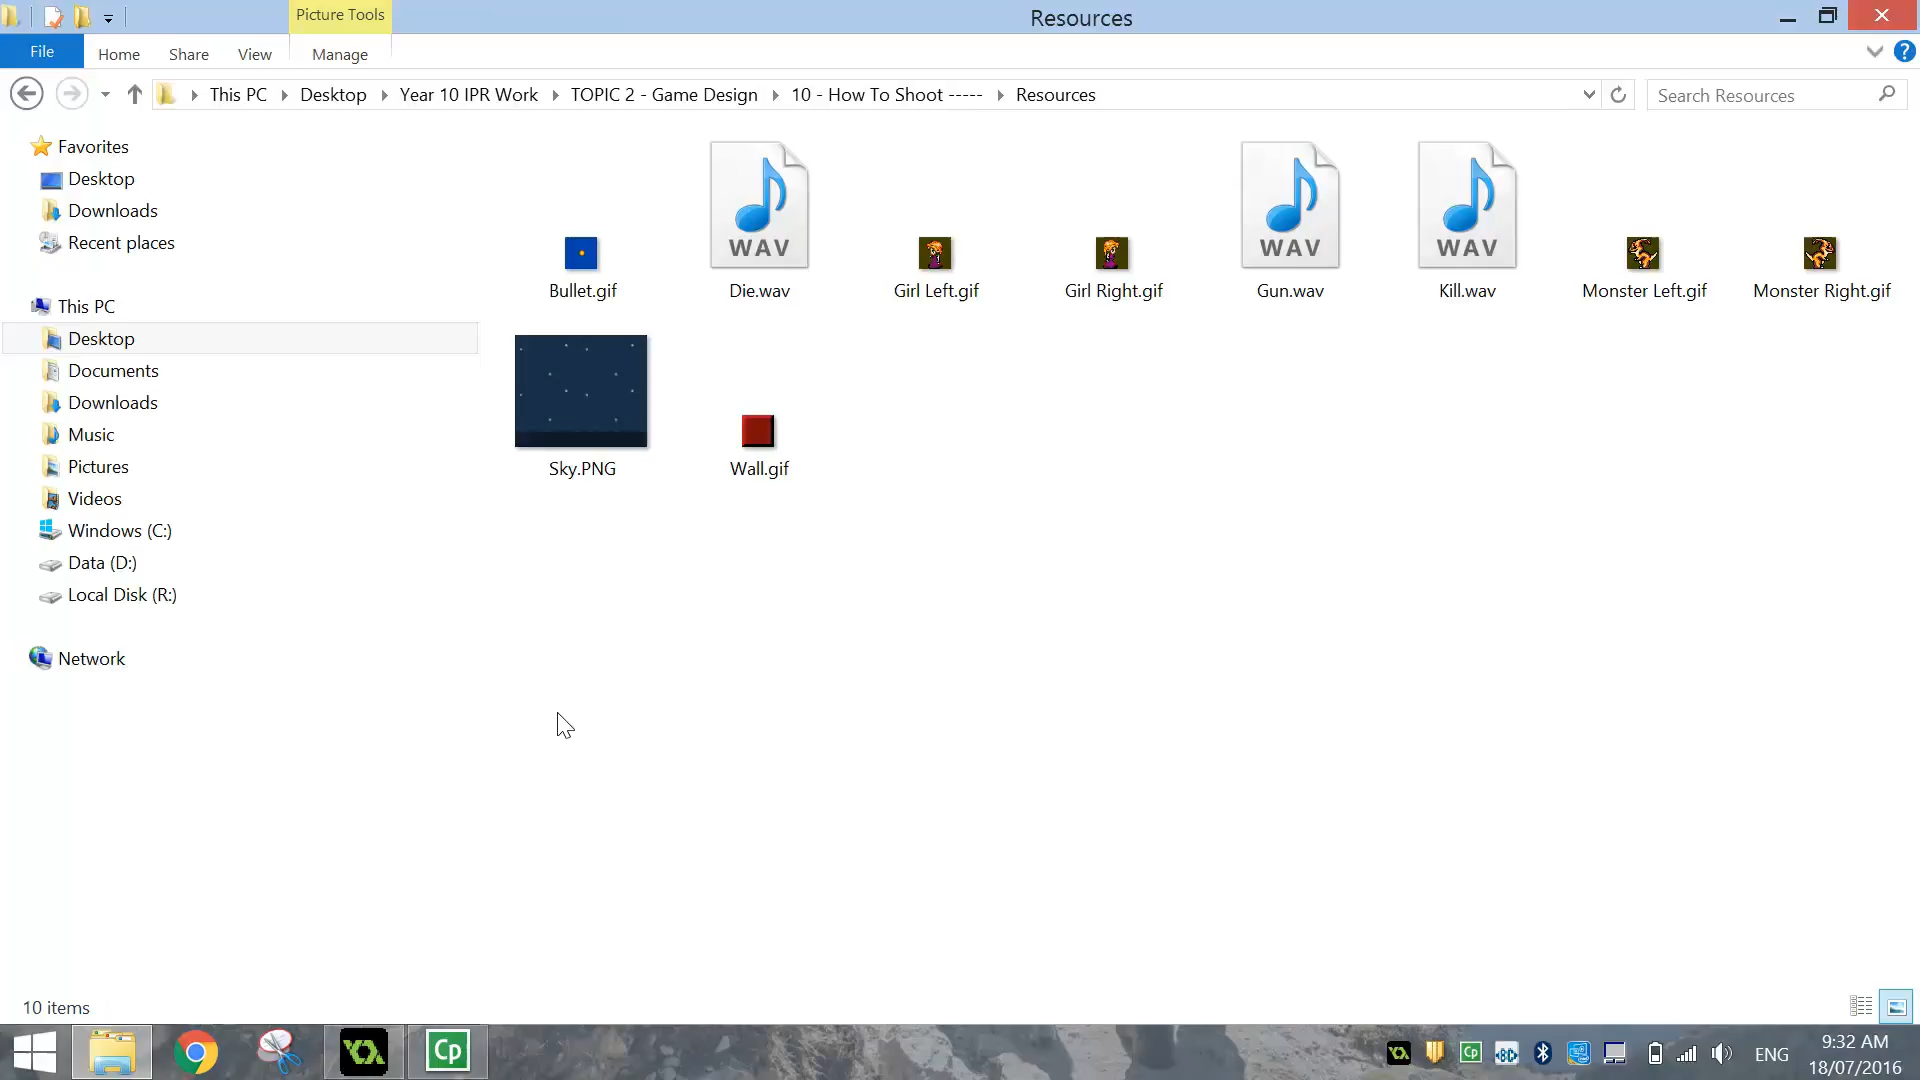 Picture Tools
Resources
File
Home
Share
View
Manage
This PC
Desktop
Year 10 IPR Work
TOPIC 2 - Game Design
10 - How To Shoot -----
Resources
Search Resources
Favorites
Desktop
Downloads
Recent places
This PC
Desktop
Documents
Downloads
Music
Pictures
Videos
Windows (C:)
Data (D:)
Local Disk (R:)
Network
WAV
WAV
WAV
Bullet.gif
Die.wav
Girl Left.gif
Girl Right.gif
Gun.wav
Kill.wav
Monster Left.gif
Monster Right.gif
Sky.PNG
Wall.gif
10 items
Cp
Cp
ENG
9:32 AM
18/07/2016